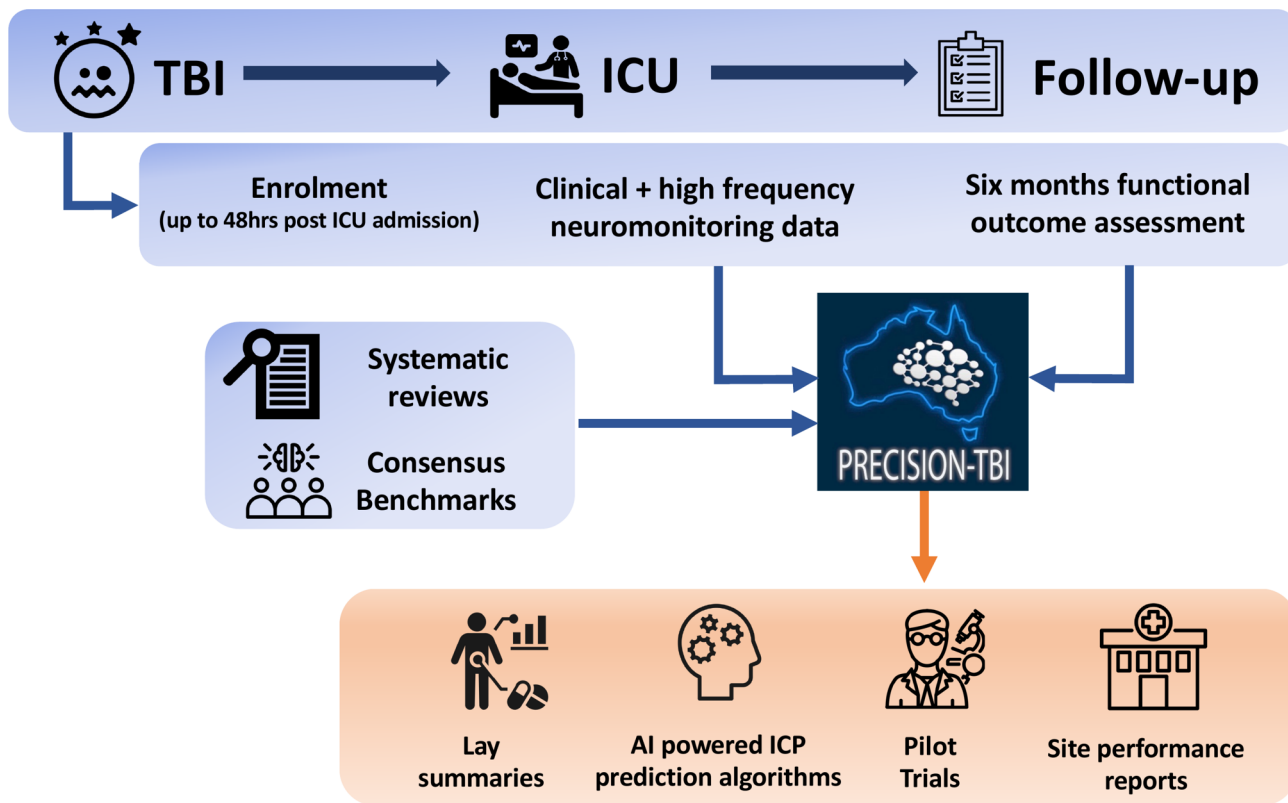 TBI
ICU
Follow-up
Enrolment
(up to 48hrs post ICU admission)
Clinical + high frequency
neuromonitoring data
Six months functional
outcome assessment
Systematic
reviews
Consensus
Benchmarks
PRECISION-TBI
Lay
summaries
AI powered ICP
prediction algorithms
Pilot
Trials
Site performance
reports